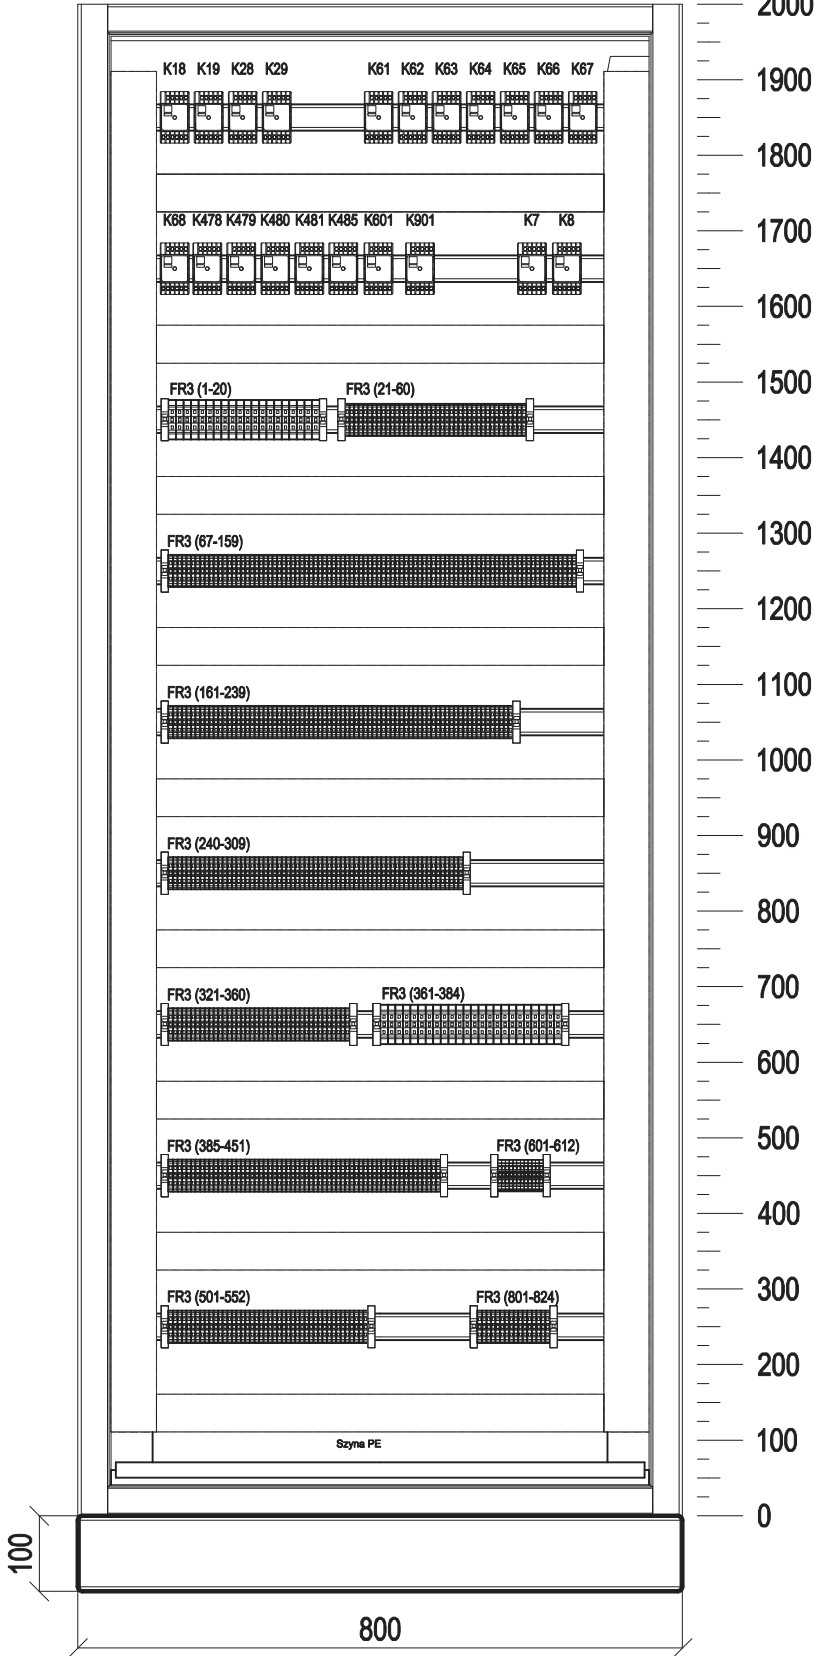 2000
K18 K19 K28 K29 K61 K62 K63 K64 K65 K66 K67
1900
1800
K68 K478 K479 K480 K481 K485 K601 K901 K7 K8
1700
1600
1500
FR3 (1-20) FR3 (21-60)
1400
1300
FR3 (67-159)
1200
1100
FR3 (161-239)
1000
900
FR3 (240-309)
800
700
FR3 (321-360) FR3 (361-384)
600
500
FR3 (385-451) FR3 (601-612)
400
300
FR3 (501-552) FR3 (801-824)
200
100
Szyna PE
0
100
800